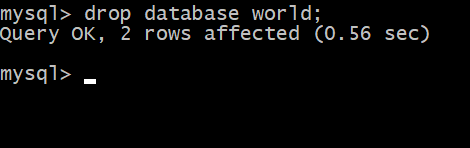 mysql> drop database world;
Query OK, 2 rows affected (0.56 sec)
mysql>